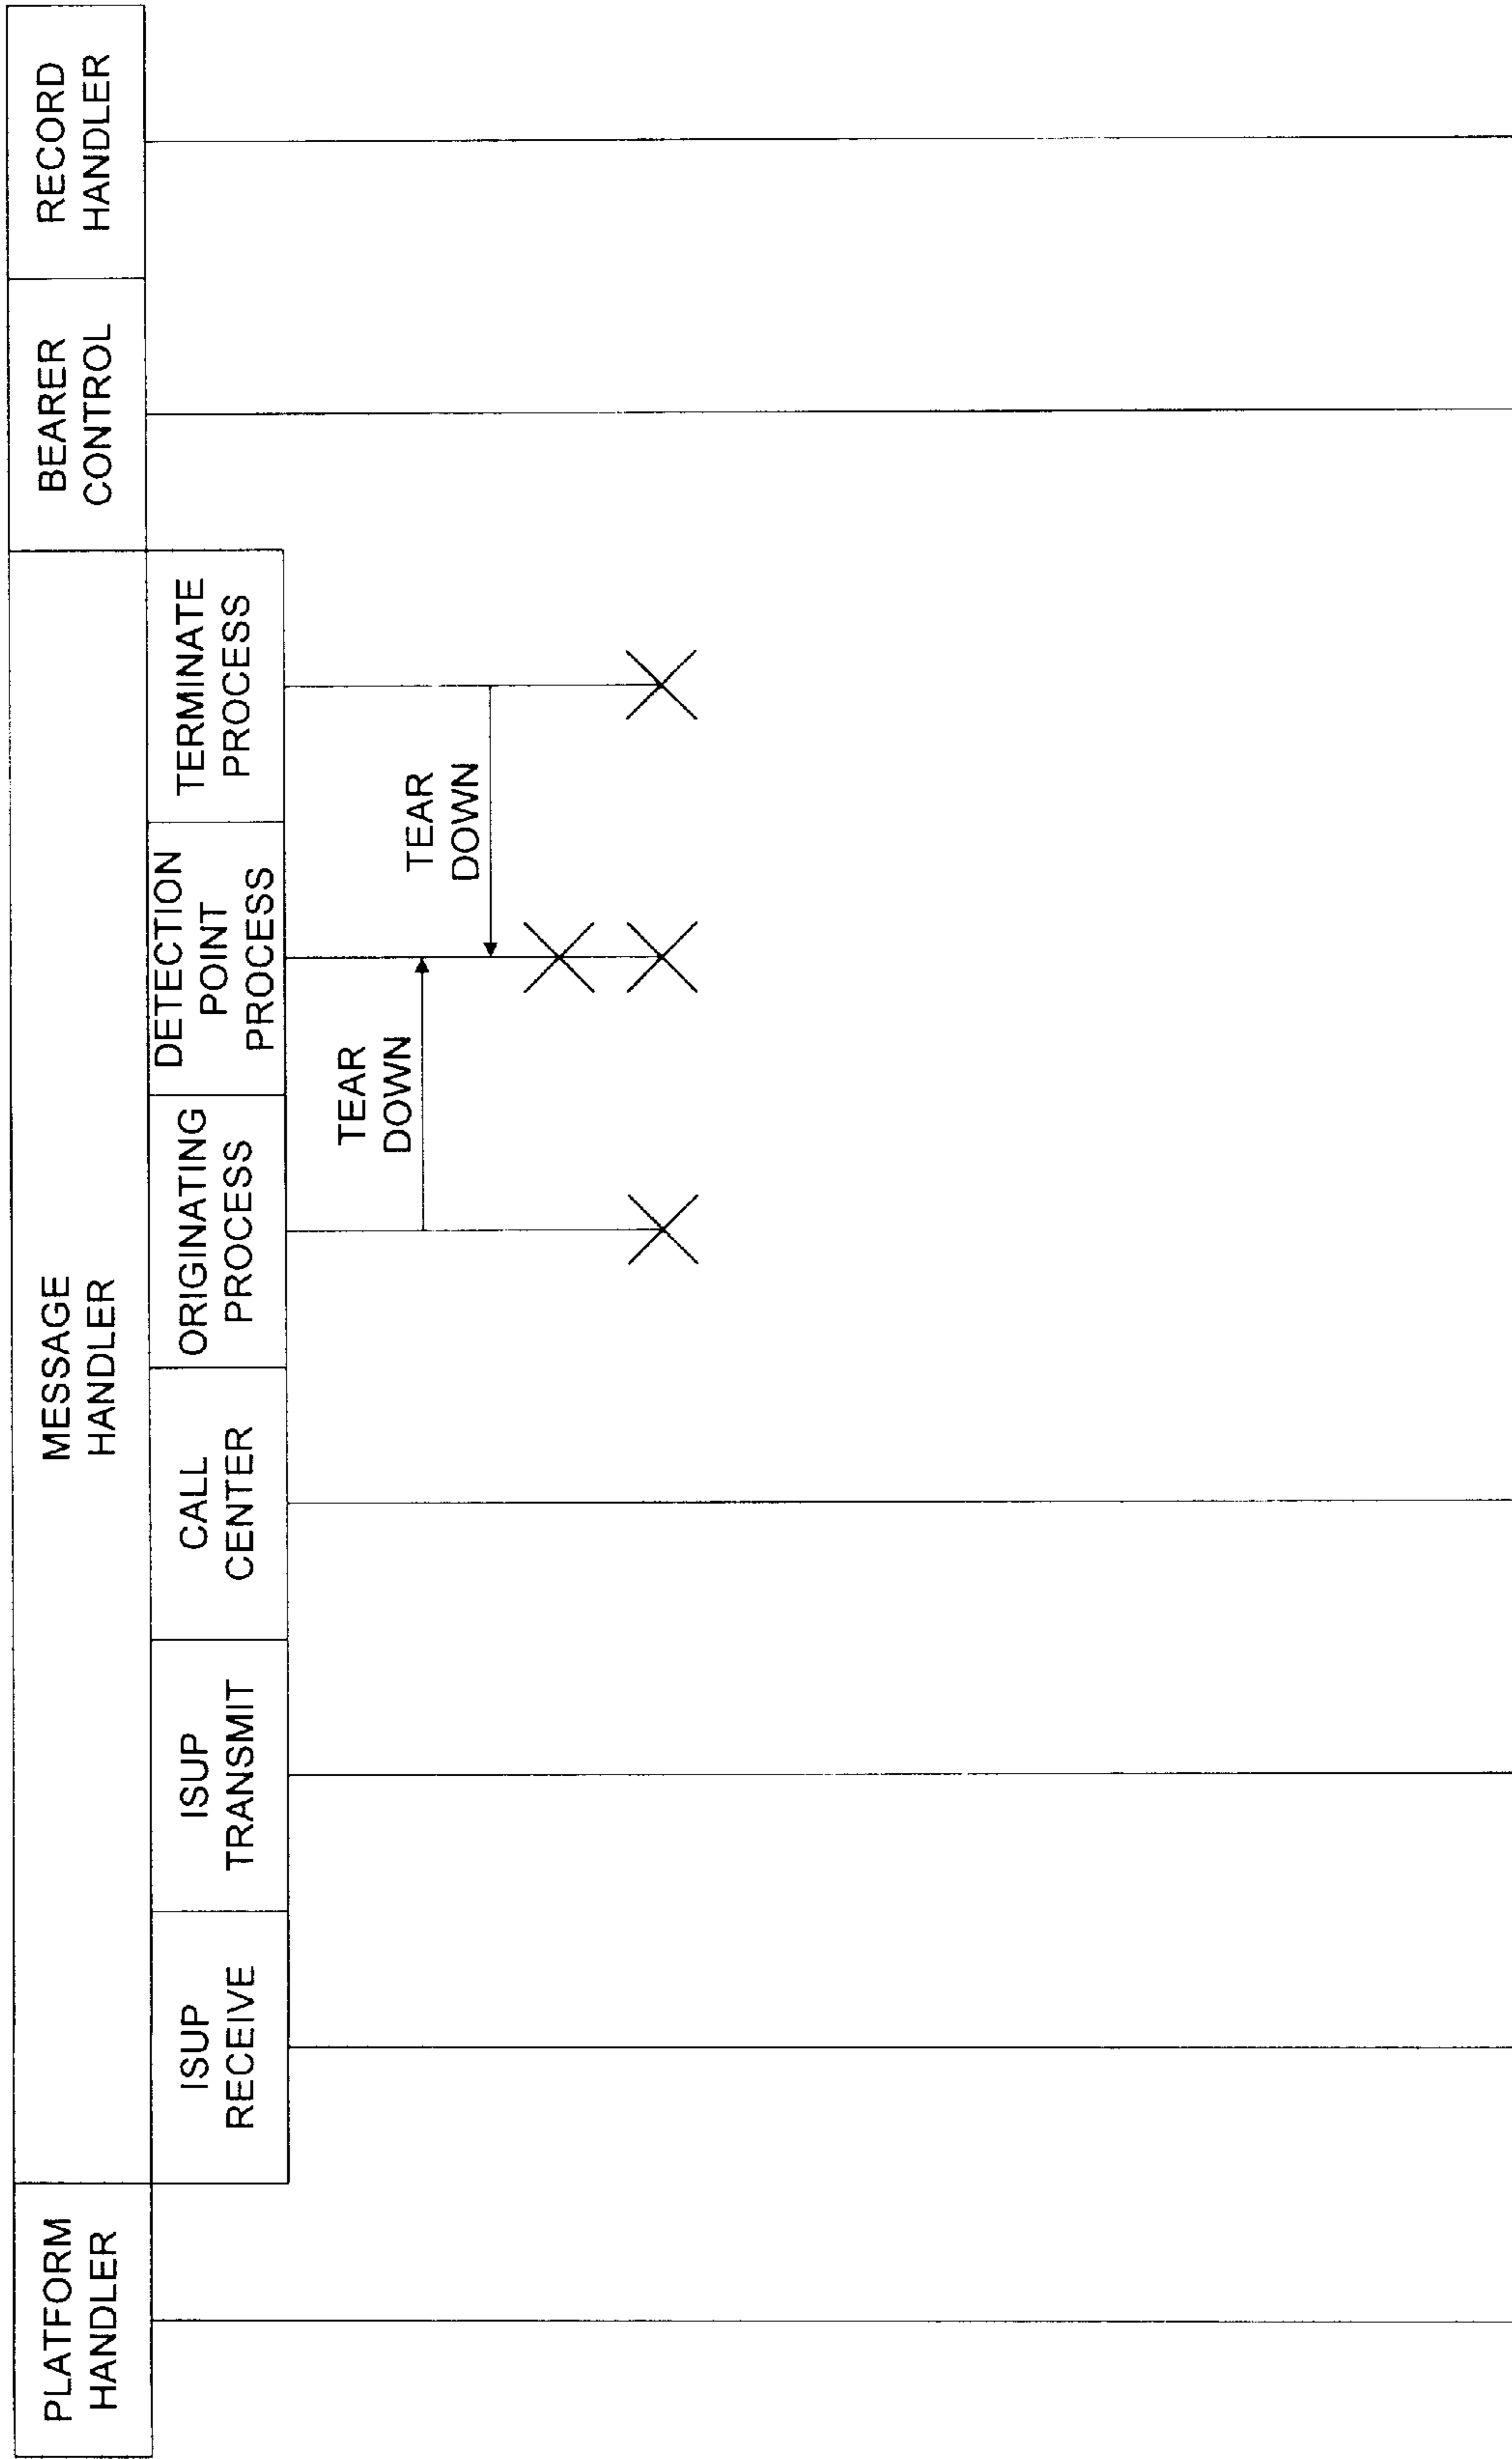 PLATFORM
HANDLER
MESSAGE
HANDLER
BEARER
CONTROL
RECORD
HANDLER
ISUP
RECEIVE
ISUP
TRANSMIT
CALL
CENTER
ORIGINATING
PROCESS
DETECTION
POINT
PROCESS
TERMINATE
PROCESS
TEAR
DOWN
TEAR
DOWN